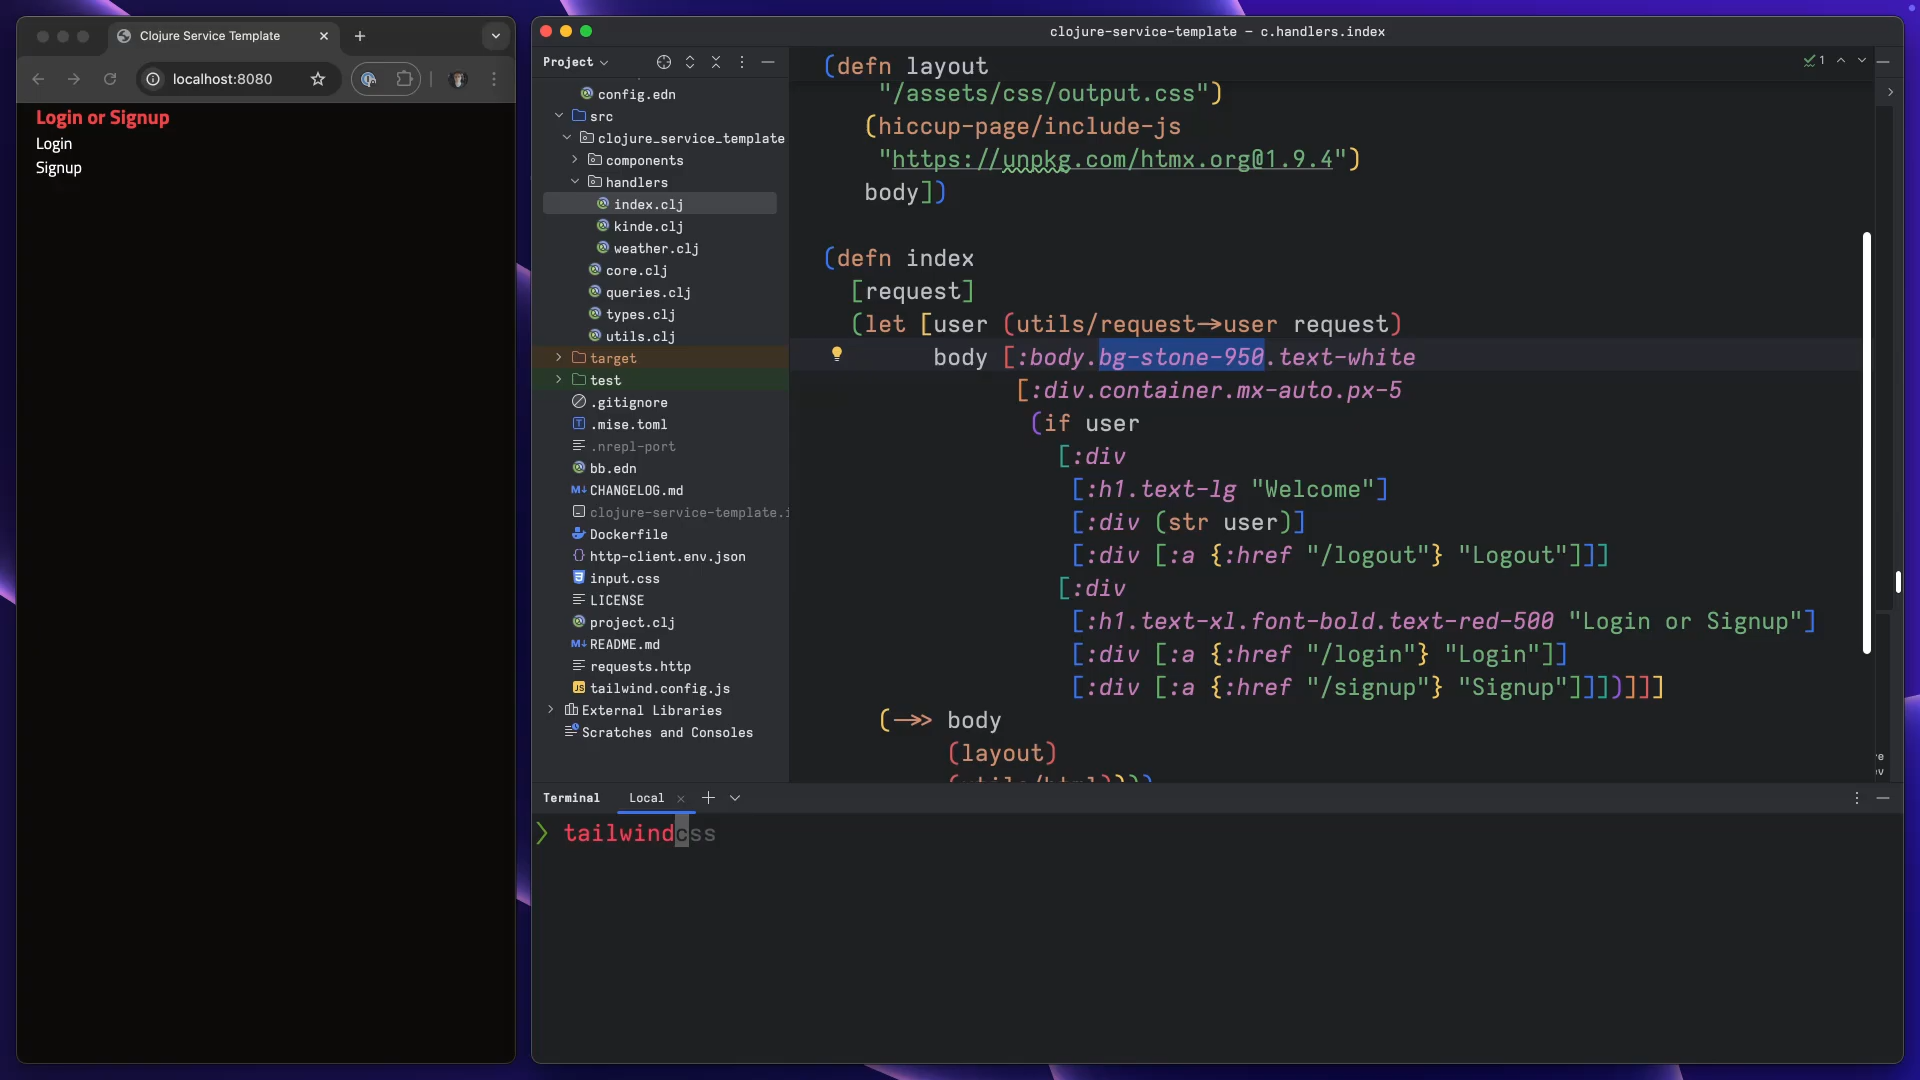 Clojure Service Template
localhost:8080
Login or Signup
Login
Signup
clojure-service-template – c.handlers.index
Project
config.edn
src
clojure_service_template
components
handlers
index.clj
kinde.clj
weather.clj
core.clj
queries.clj
types.clj
utils.clj
target
test
.gitignore
.mise.toml
.nrepl-port
bb.edn
CHANGELOG.md
clojure-service-template.i
Dockerfile
http-client.env.json
input.css
LICENSE
project.clj
README.md
requests.http
tailwind.config.js
External Libraries
Scratches and Consoles
1
(defn layout
"/assets/css/output.css")
(hiccup-page/include-js
"https://unpkg.com/htmx.org@1.9.4")
body])
(defn index
[request]
(let [user (utils/request->user request)
body [:body.bg-stone-950.text-white
[:div.container.mx-auto.px-5
(if user
[:div
[:h1.text-lg "Welcome"]
[:div (str user)]
[:div [:a {:href "/logout"} "Logout"]]]
[:div
[:h1.text-xl.font-bold.text-red-500 "Login or Signup"]
[:div [:a {:href "/login"} "Login"]]
[:div [:a {:href "/signup"} "Signup"]]])]]]
(->> body
(layout)
(utils/html))))
Terminal
Local
❯ tailwindcss